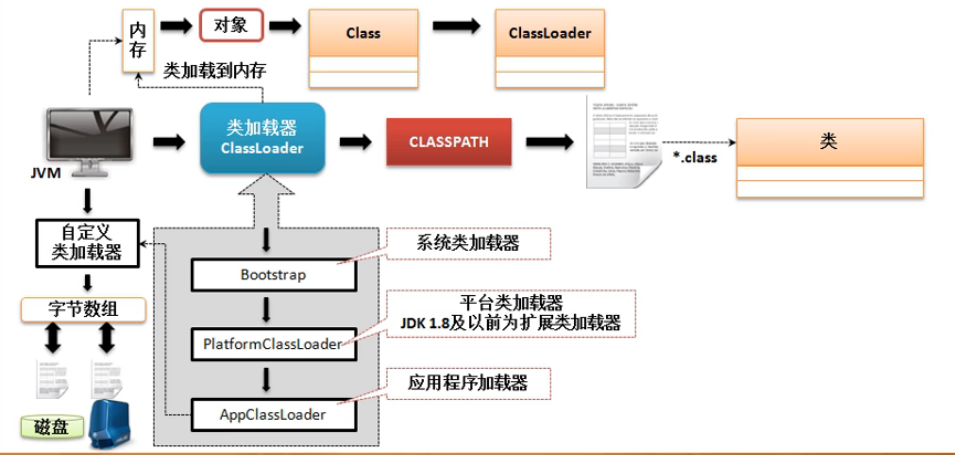 内
存
对象
Class
ClassLoader
类加载到内存
JVM
类加载器
ClassLoader
CLASSPATH
*.class
类
自定义
类加载器
字节数组
磁盘
Bootstrap
系统类加载器
PlatformClassLoader
平台类加载器
JDK 1.8及以前为扩展类加载器
AppClassLoader
应用程序加载器